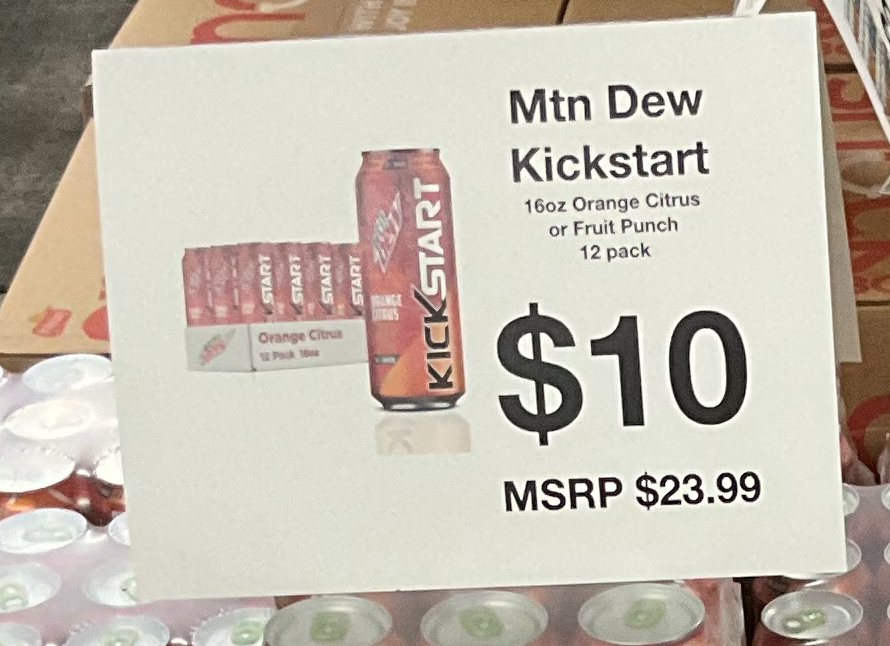 Mtn Dew
Kickstart
16oz Orange Citrus
or Fruit Punch
12 pack
$10
MSRP $23.99
KICKSTART
ORANGE
CITRUS
START
START
START
START
Orange Citrus
12 Pack 16oz